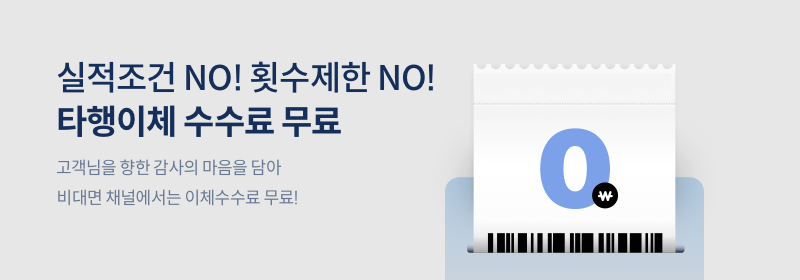 실적조건 NO! 횟수제한 NO!
타행이체 수수료 무료
고객님을 향한 감사의 마음을 담아
비대면 채널에서는 이체수수료 무료!
0
₩